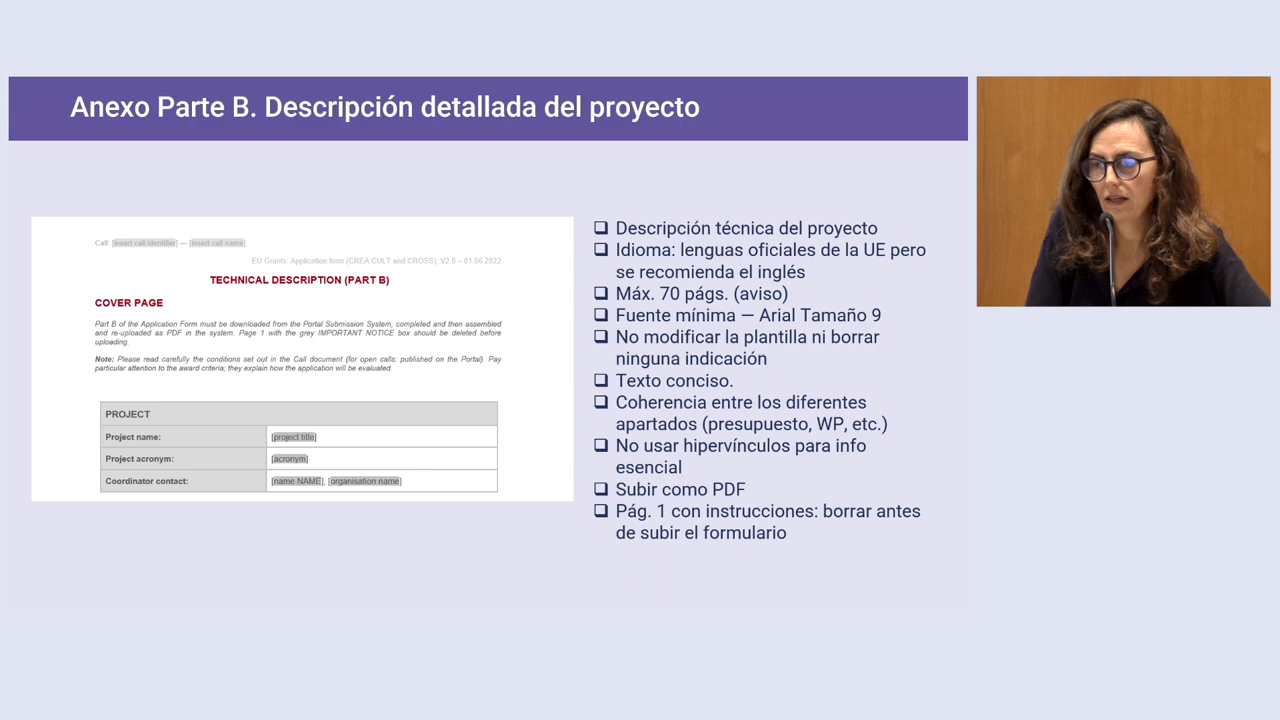 Anexo Parte B. Descripción detallada del proyecto
Call: [insert call identifier] — [insert call name]
EU Grants: Application form (CREA CULT and CROSS): V2.0 – 01.06.2022
TECHNICAL DESCRIPTION (PART B)
COVER PAGE
Part B of the Application Form must be downloaded from the Portal Submission System, completed and then assembled
and re-uploaded as PDF in the system. Page 1 with the grey IMPORTANT NOTICE box should be deleted before
uploading.
Note: Please read carefully the conditions set out in the Call document (for open calls: published on the Portal). Pay
particular attention to the award criteria; they explain how the application will be evaluated.
PROJECT
Project name: [project title]
Project acronym: [acronym]
Coordinator contact: [name NAME], [organisation name]
❑ Descripción técnica del proyecto
❑ Idioma: lenguas oficiales de la UE pero
se recomienda el inglés
❑ Máx. 70 págs. (aviso)
❑ Fuente mínima — Arial Tamaño 9
❑ No modificar la plantilla ni borrar
ninguna indicación
❑ Texto conciso.
❑ Coherencia entre los diferentes
apartados (presupuesto, WP, etc.)
❑ No usar hipervínculos para info
esencial
❑ Subir como PDF
❑ Pág. 1 con instrucciones: borrar antes
de subir el formulario